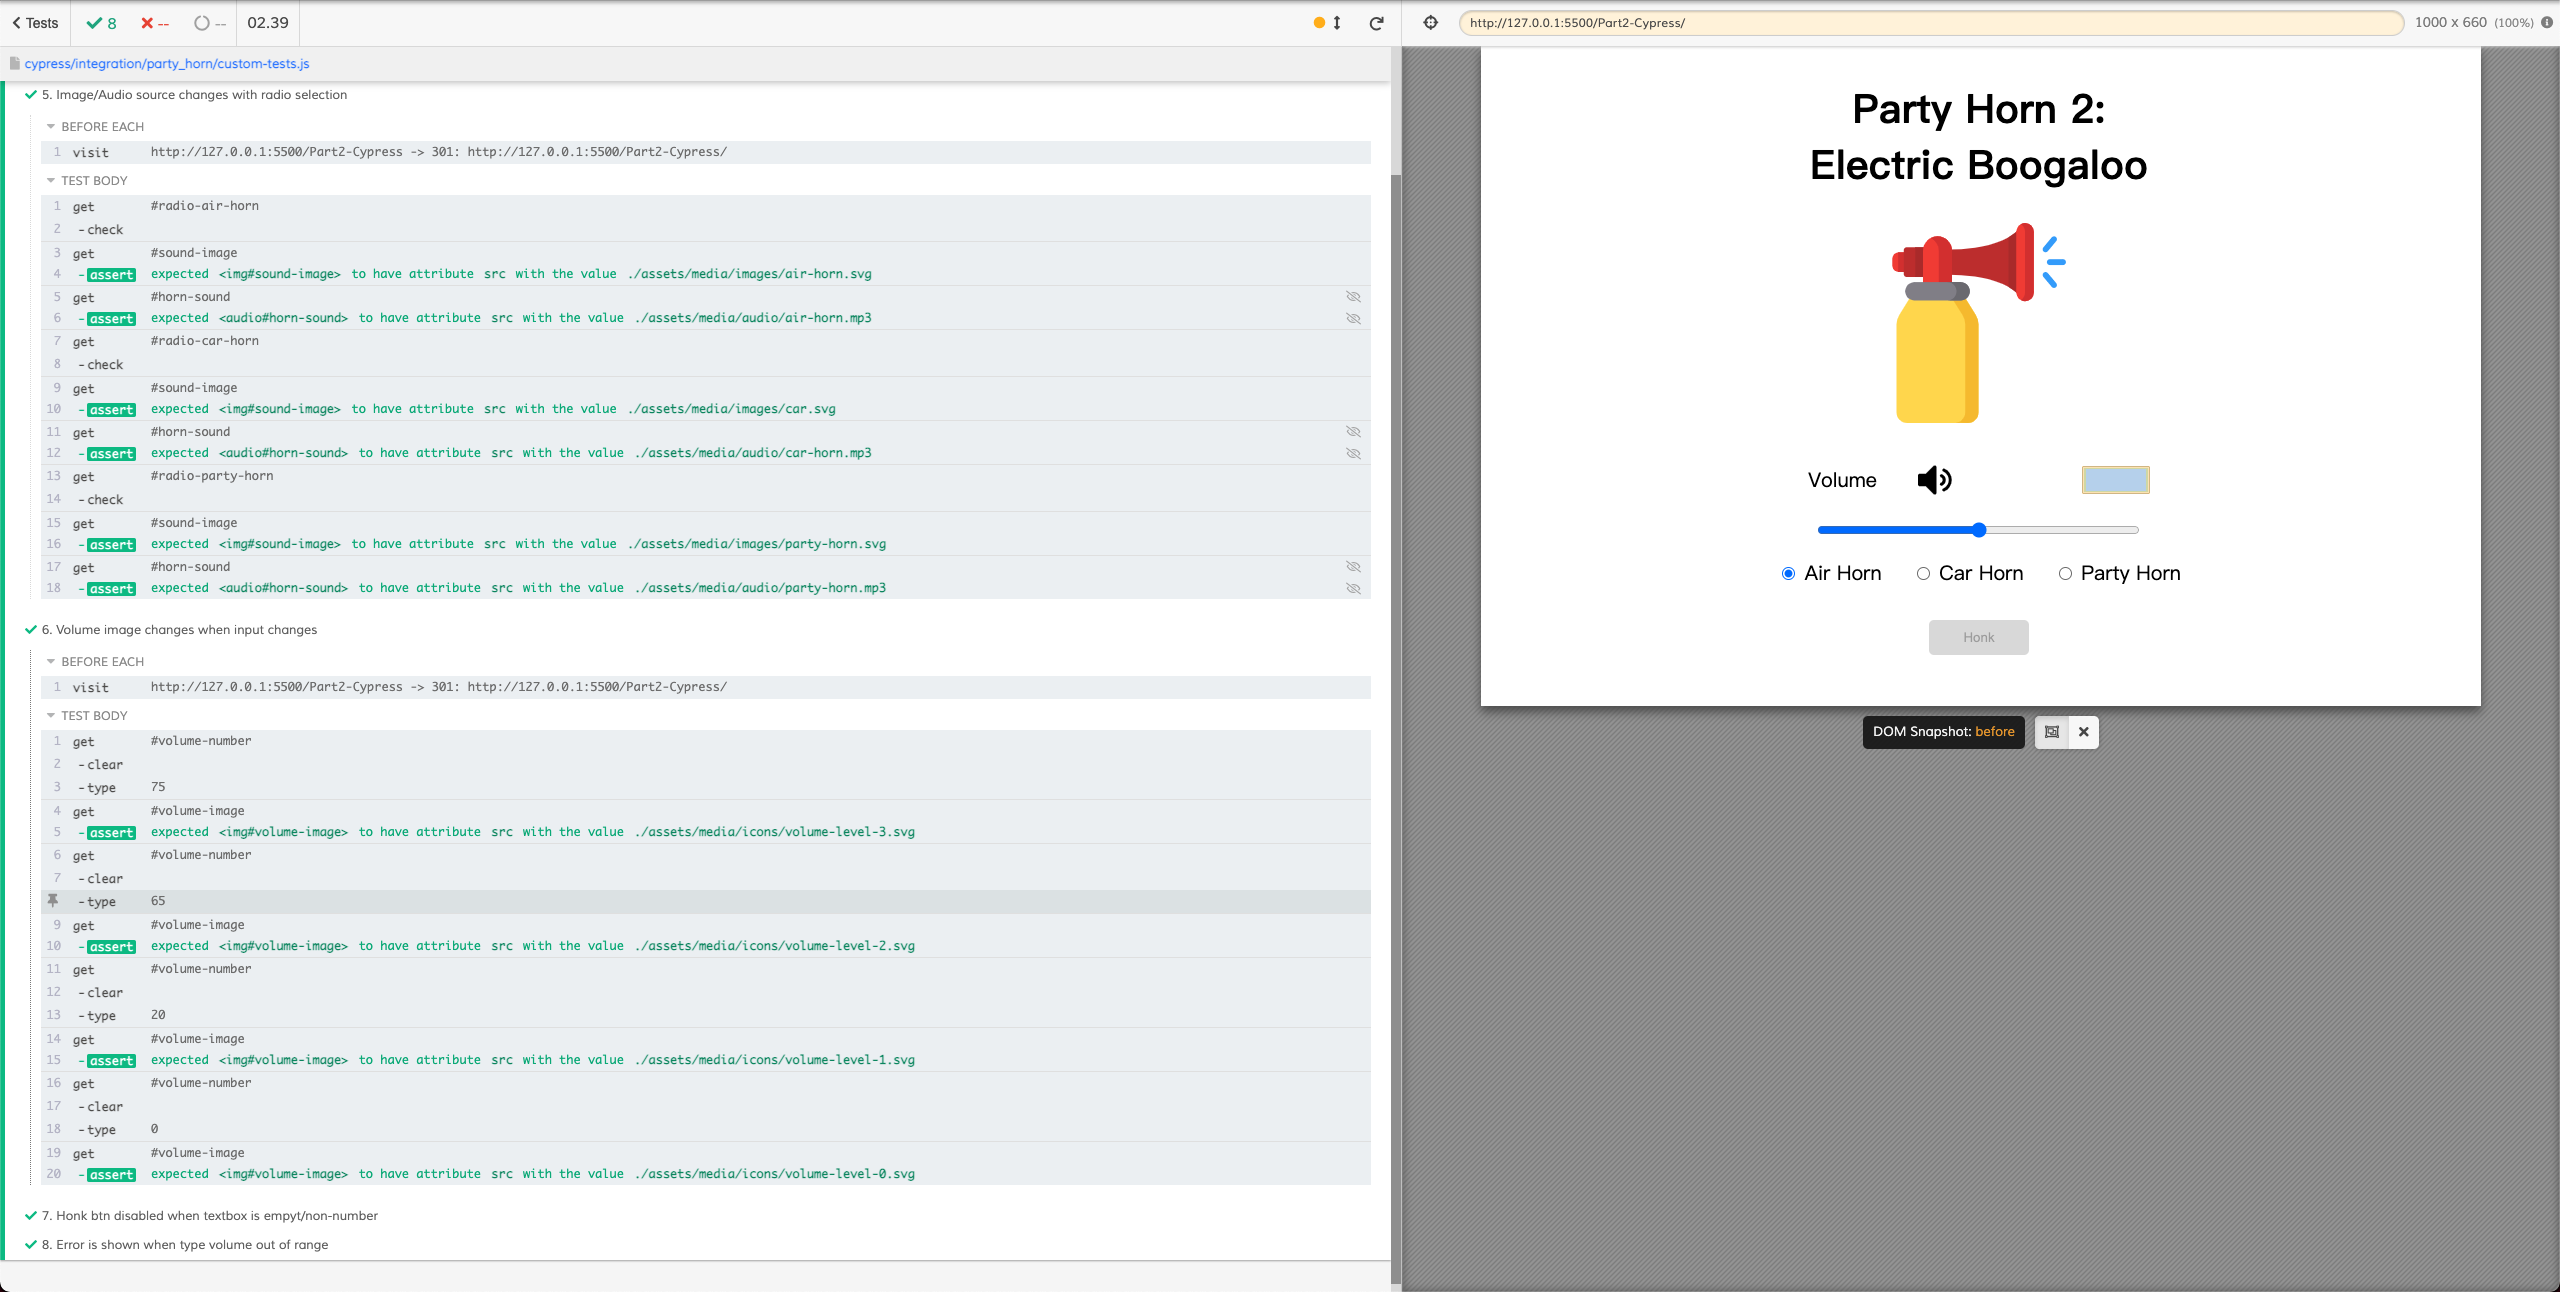 Tests 8 -- -- 02.39
cypress/integration/party_horn/custom-tests.js
5. Image/Audio source changes with radio selection
BEFORE EACH
1 visit http://127.0.0.1:5500/Part2-Cypress -> 301: http://127.0.0.1:5500/Part2-Cypress/
TEST BODY
1 get #radio-air-horn
2 -check
3 get #sound-image
4 -assert expected <img#sound-image> to have attribute src with the value ./assets/media/images/air-horn.svg
5 get #horn-sound
6 -assert expected <audio#horn-sound> to have attribute src with the value ./assets/media/audio/air-horn.mp3
7 get #radio-car-horn
8 -check
9 get #sound-image
10 -assert expected <img#sound-image> to have attribute src with the value ./assets/media/images/car.svg
11 get #horn-sound
12 -assert expected <audio#horn-sound> to have attribute src with the value ./assets/media/audio/car-horn.mp3
13 get #radio-party-horn
14 -check
15 get #sound-image
16 -assert expected <img#sound-image> to have attribute src with the value ./assets/media/images/party-horn.svg
17 get #horn-sound
18 -assert expected <audio#horn-sound> to have attribute src with the value ./assets/media/audio/party-horn.mp3
6. Volume image changes when input changes
BEFORE EACH
1 visit http://127.0.0.1:5500/Part2-Cypress -> 301: http://127.0.0.1:5500/Part2-Cypress/
TEST BODY
1 get #volume-number
2 -clear
3 -type 75
4 get #volume-image
5 -assert expected <img#volume-image> to have attribute src with the value ./assets/media/icons/volume-level-3.svg
6 get #volume-number
7 -clear
-type 65
9 get #volume-image
10 -assert expected <img#volume-image> to have attribute src with the value ./assets/media/icons/volume-level-2.svg
11 get #volume-number
12 -clear
13 -type 20
14 get #volume-image
15 -assert expected <img#volume-image> to have attribute src with the value ./assets/media/icons/volume-level-1.svg
16 get #volume-number
17 -clear
18 -type 0
19 get #volume-image
20 -assert expected <img#volume-image> to have attribute src with the value ./assets/media/icons/volume-level-0.svg
7. Honk btn disabled when textbox is empyt/non-number
8. Error is shown when type volume out of range
http://127.0.0.1:5500/Part2-Cypress/ 1000 x 660 (100%)
Party Horn 2:
Electric Boogaloo
Volume
Air Horn Car Horn Party Horn
Honk
DOM Snapshot: before